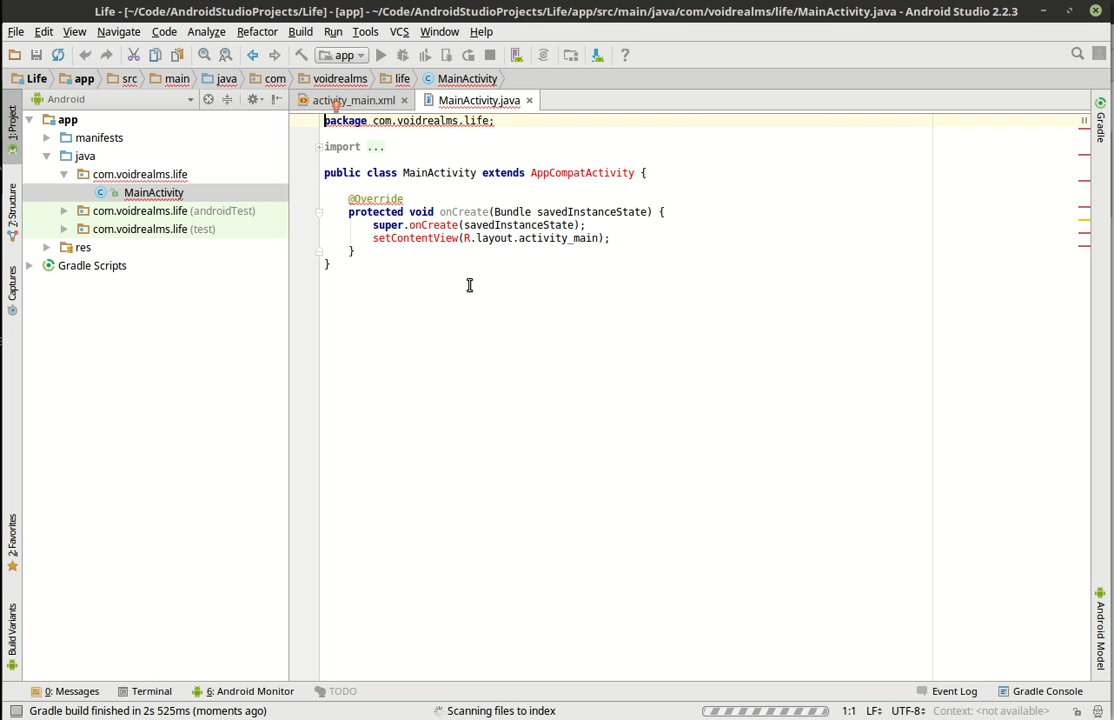 Life - [~/Code/AndroidStudioProjects/Life] - [app] - ~/Code/AndroidStudioProjects/Life/app/src/main/java/com/voidrealms/life/MainActivity.java - Android Studio 2.2.3
File Edit View Navigate Code Analyze Refactor Build Run Tools VCS Window Help
app
Life app src main java com voidrealms life MainActivity
Android
activity_main.xml MainActivity.java
1: Project
7: Structure
Captures
2: Favorites
Build Variants
app
manifests
java
com.voidrealms.life
MainActivity
com.voidrealms.life (androidTest)
com.voidrealms.life (test)
res
Gradle Scripts
package com.voidrealms.life;
import ...
public class MainActivity extends AppCompatActivity {
@Override
protected void onCreate(Bundle savedInstanceState) {
super.onCreate(savedInstanceState);
setContentView(R.layout.activity_main);
}
}
Gradle
Android Model
0: Messages Terminal 6: Android Monitor TODO Event Log Gradle Console
Gradle build finished in 2s 525ms (moments ago) Scanning files to index 1:1 LF UTF-8 Context: <not available>